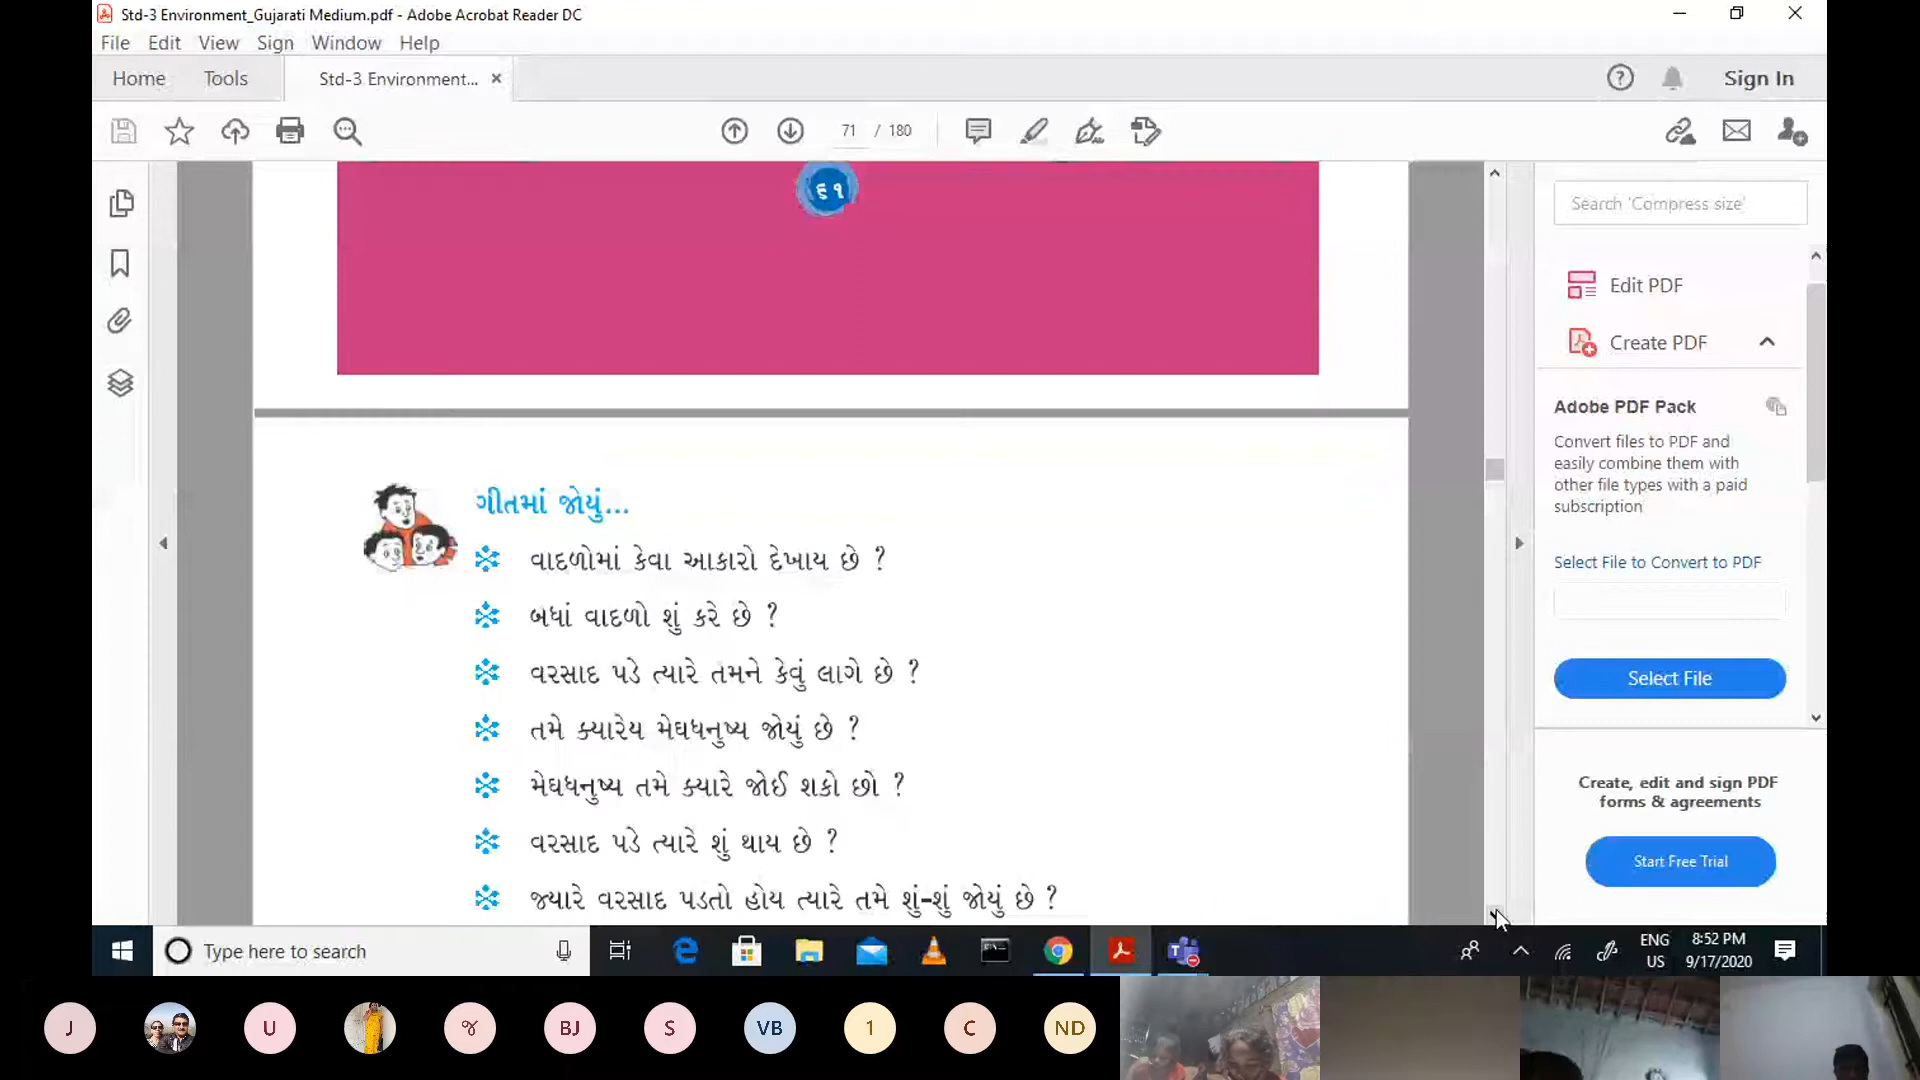 Std-3 Environment_Gujarati Medium.pdf - Adobe Acrobat Reader DC
File Edit View Sign Window Help
Home Tools Std-3 Environment... × Sign In
71 / 180
૬૧
Search 'Compress size'
Edit PDF
Create PDF
Adobe PDF Pack
Convert files to PDF and
easily combine them with
other file types with a paid
subscription
Select File to Convert to PDF
Select File
Create, edit and sign PDF
forms & agreements
Start Free Trial
ગીતમાં જોયું...
વાદળોમાં કેવા આકારો દેખાય છે ?
બધાં વાદળો શું કરે છે ?
વરસાદ પડે ત્યારે તમને કેવું લાગે છે ?
તમે ક્યારેય મેઘધનુષ્ય જોયું છે ?
મેઘધનુષ્ય તમે ક્યારે જોઈ શકો છો ?
વરસાદ પડે ત્યારે શું થાય છે ?
જ્યારે વરસાદ પડતો હોય ત્યારે તમે શું-શું જોયું છે ?
Type here to search
ENG
US
8:52 PM
9/17/2020
J U જ BJ S VB 1 C ND